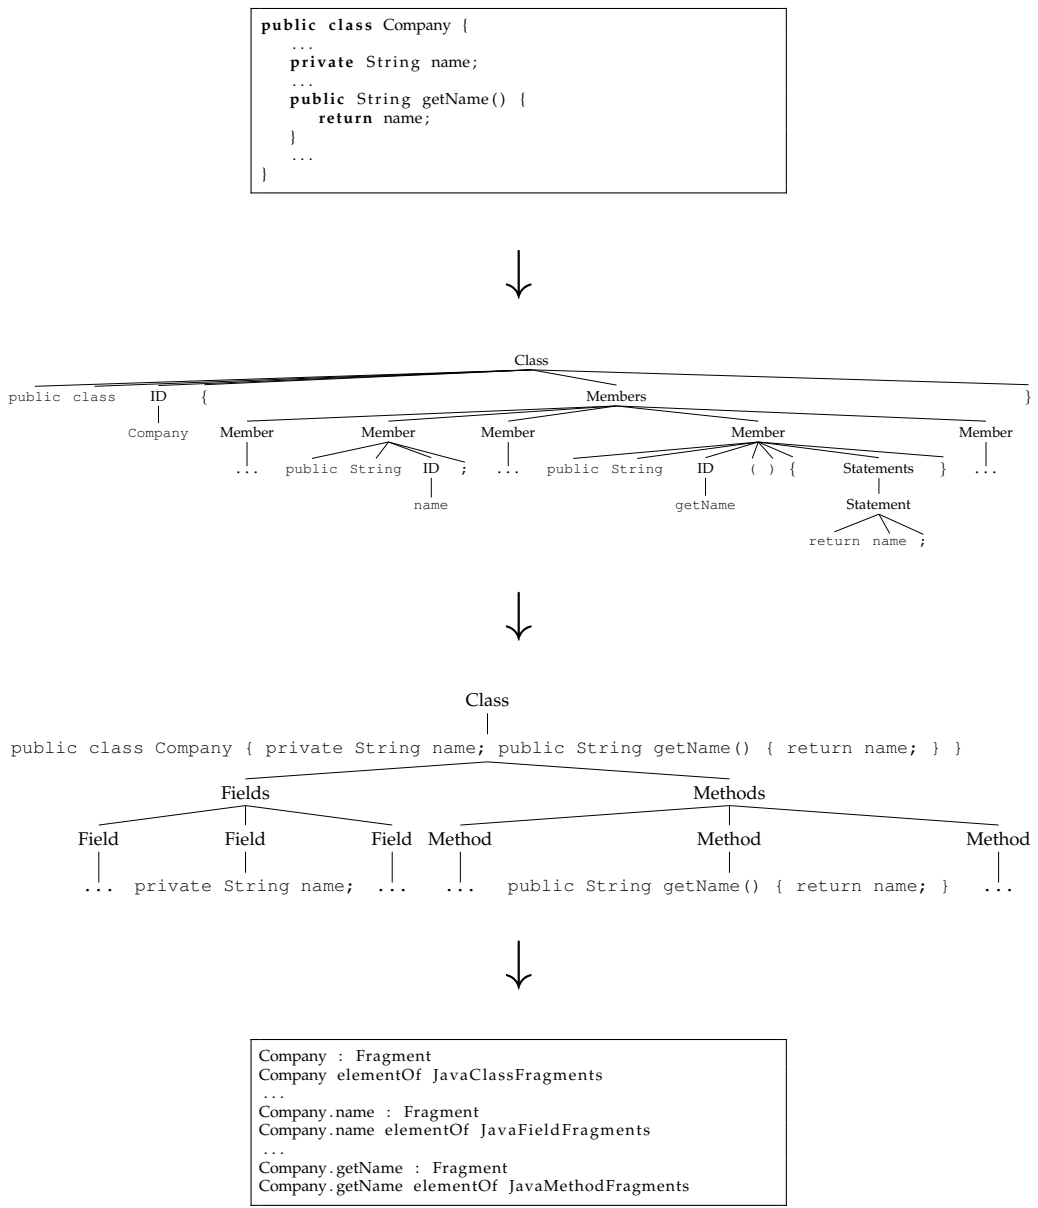 public class Company {
...
private String name;
...
public String getName() {
return name;
}
...
}
Class
public class ID { Members }
Company Member Member Member Member Member
... public String ID ; ... public String ID ( ) { Statements } ...
name getName Statement
return name ;
Class
public class Company { private String name; public String getName() { return name; } }
Fields Methods
Field Field Field Method Method Method
... private String name; ... ... public String getName() { return name; } ...
Company : Fragment
Company elementOf JavaClassFragments
...
Company.name : Fragment
Company.name elementOf JavaFieldFragments
...
Company.getName : Fragment
Company.getName elementOf JavaMethodFragments